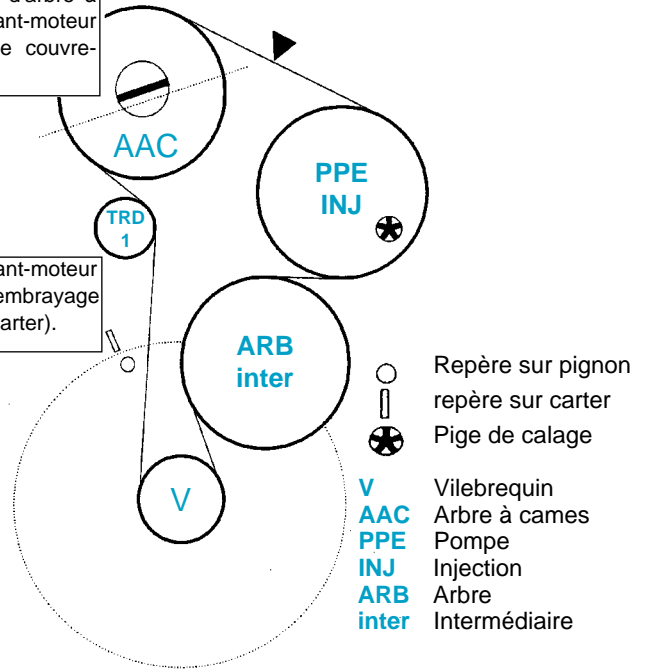 d'arbre à
ant-moteur
e couvre-
AAC
PPE
INJ
TRD
1
ant-moteur
embrayage
arter).
ARB
inter
V
Repère sur pignon
repère sur carter
Pige de calage
V Vilebrequin
AAC Arbre à cames
PPE Pompe
INJ Injection
ARB Arbre
inter Intermédiaire